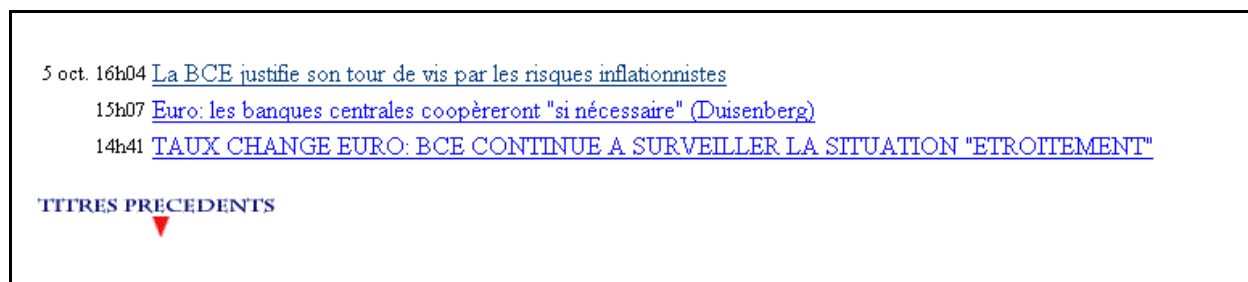 5 oct. 16h04 La BCE justifie son tour de vis par les risques inflationnistes
15h07 Euro: les banques centrales coopèreront "si nécessaire" (Duisenberg)
14h41 TAUX CHANGE EURO: BCE CONTINUE A SURVEILLER LA SITUATION "ETROITEMENT"
TITRES PRECEDENTS